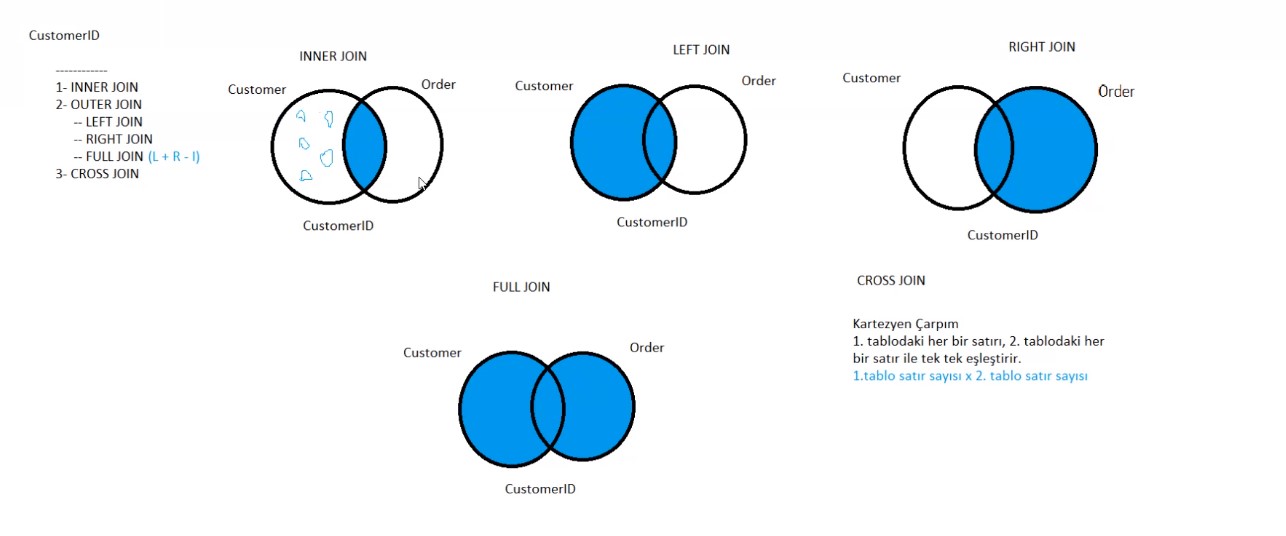 CustomerID
------------
1- INNER JOIN
2- OUTER JOIN
-- LEFT JOIN
-- RIGHT JOIN
-- FULL JOIN (L + R - I)
3- CROSS JOIN
INNER JOIN
Customer
Order
CustomerID
LEFT JOIN
Customer
Order
CustomerID
RIGHT JOIN
Customer
Order
CustomerID
FULL JOIN
Customer
Order
CustomerID
CROSS JOIN
Kartezyen Çarpım
1. tablodaki her bir satırı, 2. tablodaki her
bir satır ile tek tek eşleştirir.
1.tablo satır sayısı x 2. tablo satır sayısı